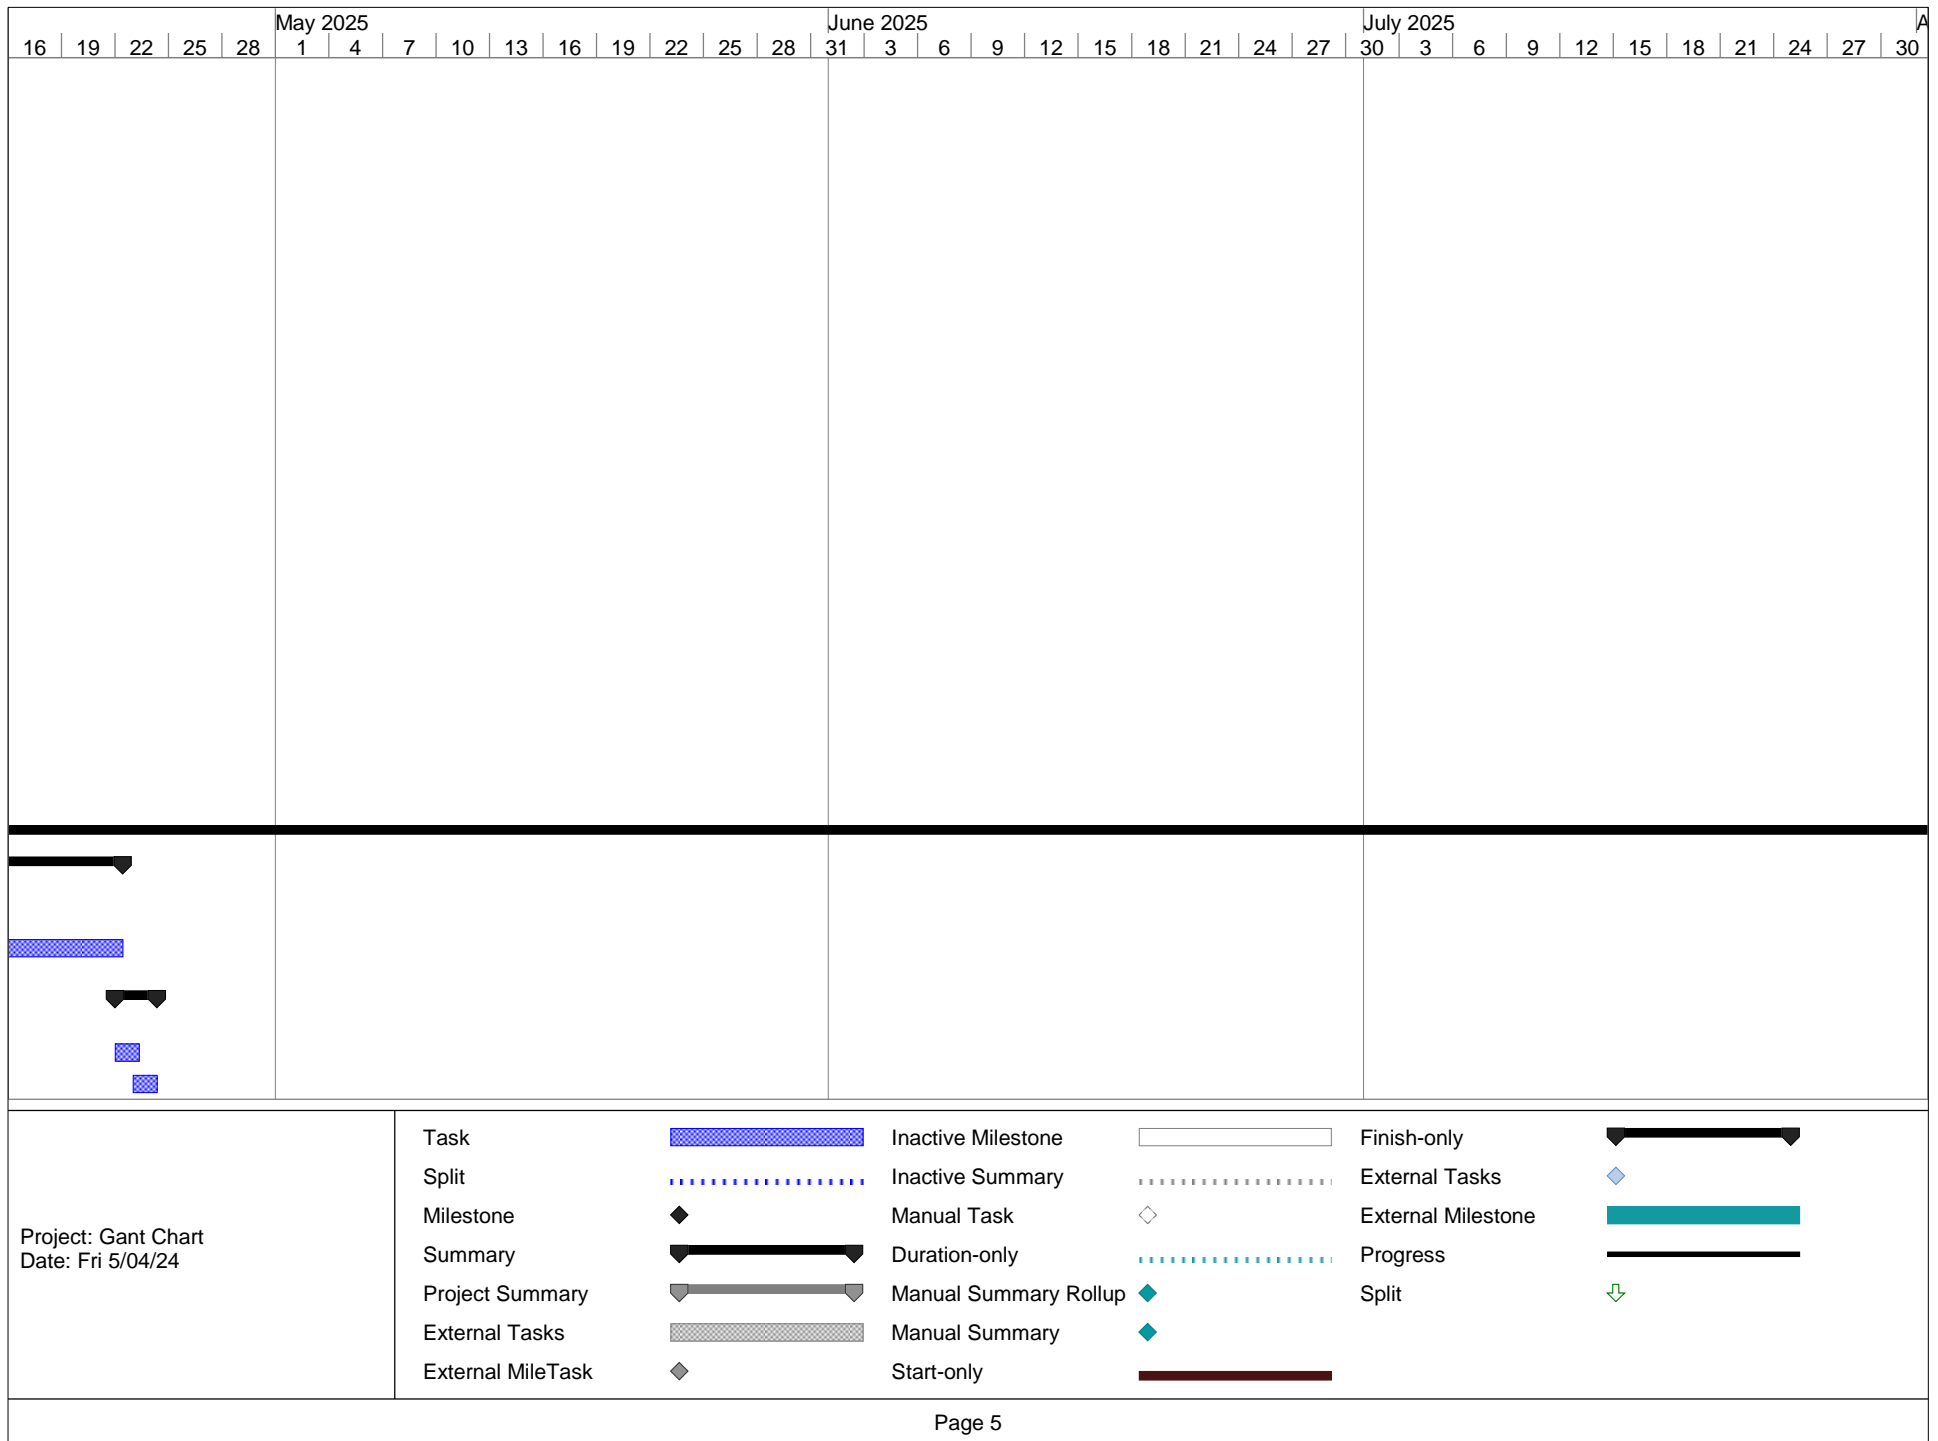 May 2025 June 2025 July 2025 A
16 19 22 25 28 1 4 7 10 13 16 19 22 25 28 31 3 6 9 12 15 18 21 24 27 30 3 6 9 12 15 18 21 24 27 30
Project: Gant Chart
Date: Fri 5/04/24
Task
Split
Milestone
Summary
Project Summary
External Tasks
External MileTask
Inactive Milestone
Inactive Summary
Manual Task
Duration-only
Manual Summary Rollup
Manual Summary
Start-only
Finish-only
External Tasks
External Milestone
Progress
Split
Page 5